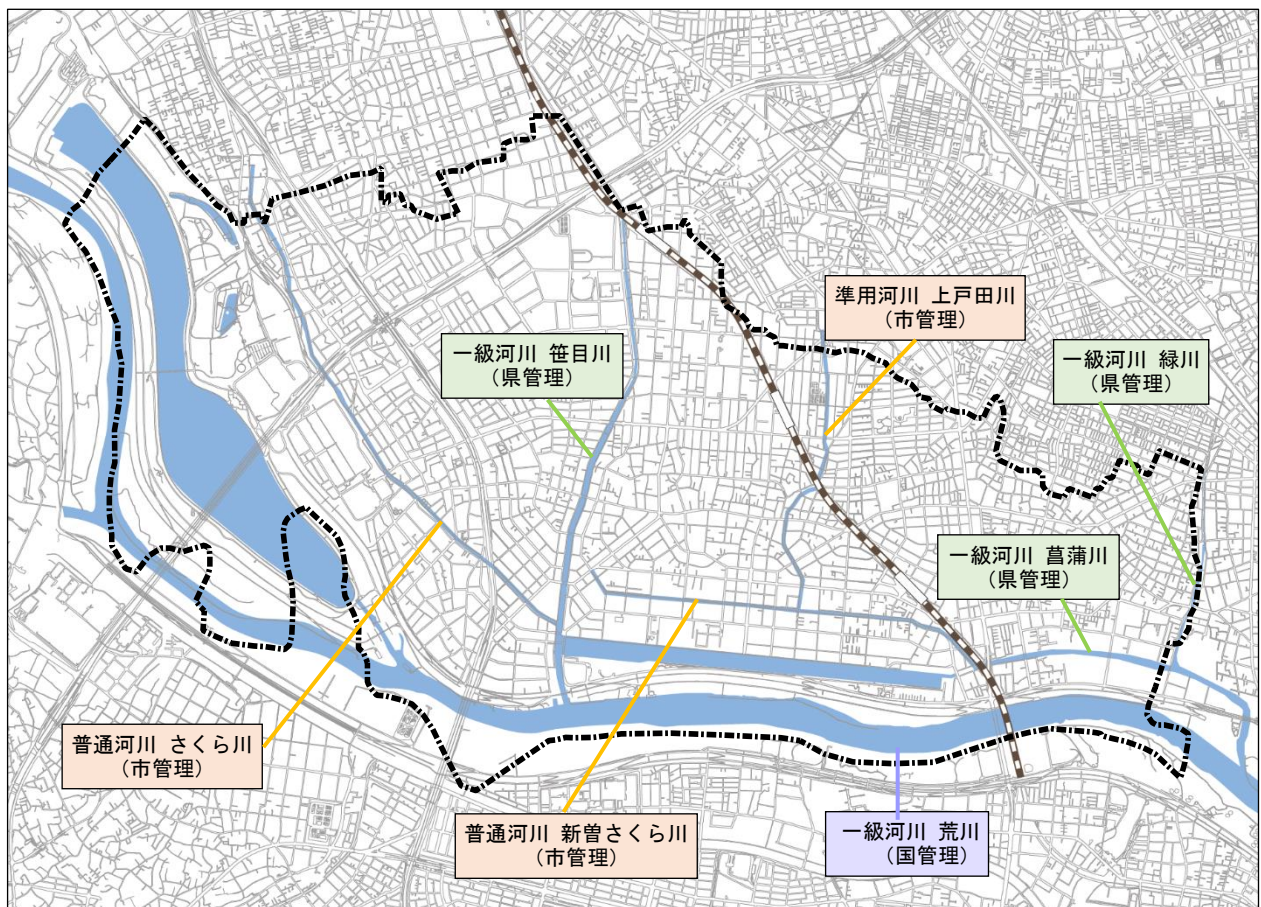 準用河川 上戸田川
（市管理）
一級河川 笹目川
（県管理）
一級河川 緑川
（県管理）
一級河川 菖蒲川
（県管理）
普通河川 さくら川
（市管理）
普通河川 新曽さくら川
（市管理）
一級河川 荒川
（国管理）